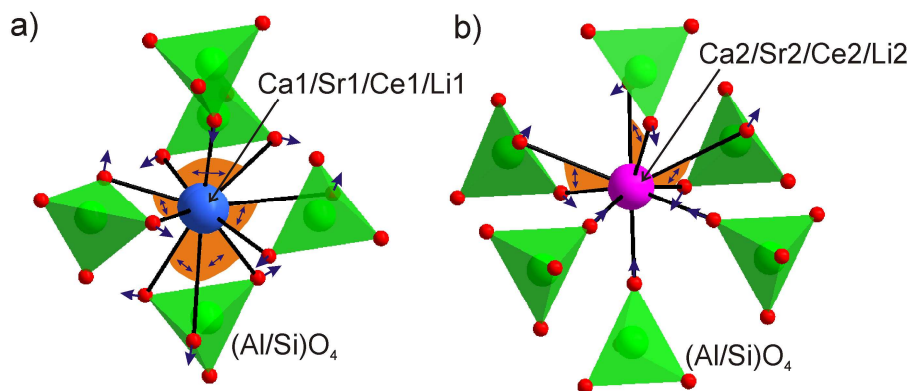 a)
Ca1/Sr1/Ce1/Li1
(Al/Si)O₄
b)
Ca2/Sr2/Ce2/Li2
(Al/Si)O₄